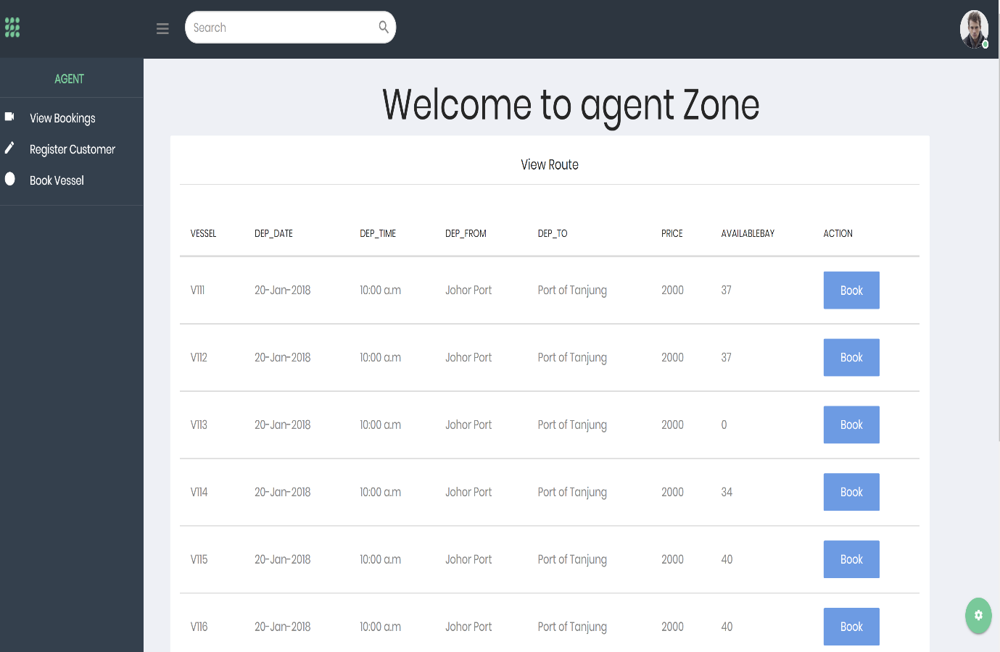 Search
AGENT
View Bookings
Register Customer
Book Vessel
Welcome to agent Zone
View Route
VESSEL DEP_DATE DEP_TIME DEP_FROM DEP_TO PRICE AVAILABLEBAY ACTION
V111 20-Jan-2018 10:00 a.m Johor Port Port of Tanjung 2000 37 Book
V112 20-Jan-2018 10:00 a.m Johor Port Port of Tanjung 2000 37 Book
V113 20-Jan-2018 10:00 a.m Johor Port Port of Tanjung 2000 0 Book
V114 20-Jan-2018 10:00 a.m Johor Port Port of Tanjung 2000 34 Book
V115 20-Jan-2018 10:00 a.m Johor Port Port of Tanjung 2000 40 Book
V116 20-Jan-2018 10:00 a.m Johor Port Port of Tanjung 2000 40 Book